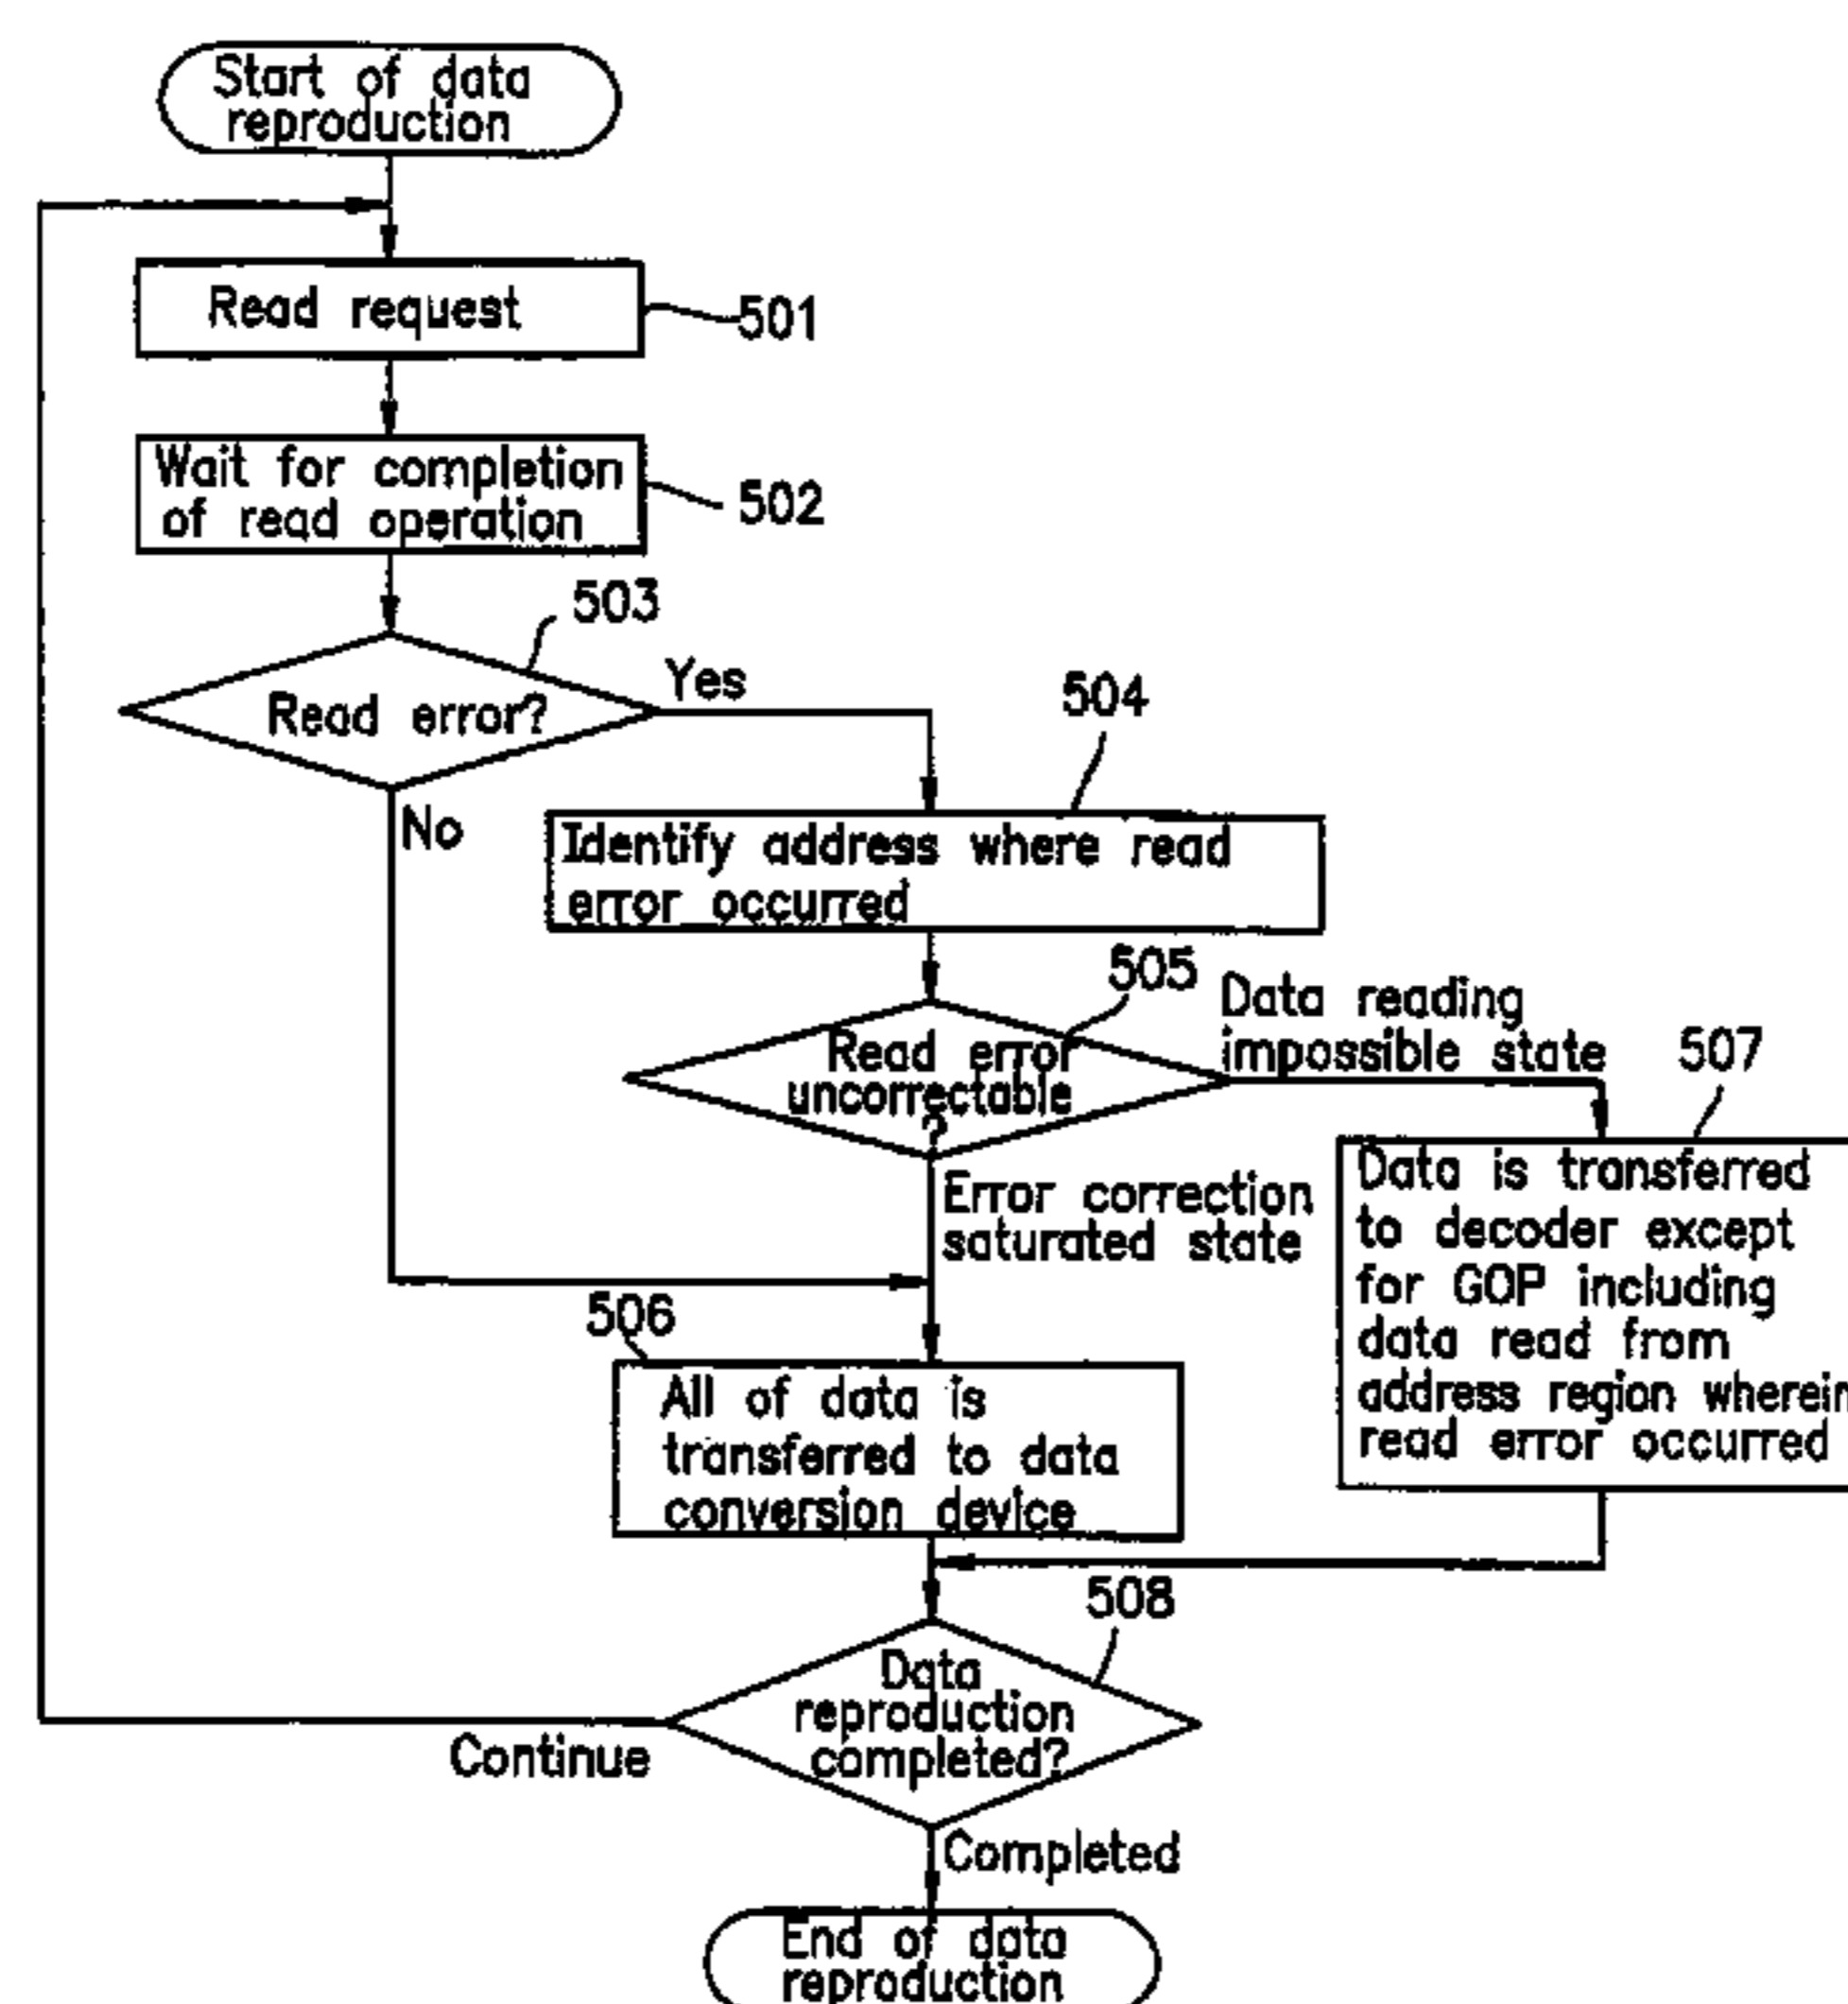 Start of data
reproduction
Read request
501
Wait for completion
of read operation
502
503
Read error?
Yes
No
504
Identify address where read
error occurred
505
Read error
uncorrectable
?
Data reading
impossible state
507
Error correction
saturated state
Data is transferred
to decoder except
for GOP including
data read from
address region wherein
read error occurred
506
All of data is
transferred to data
conversion device
508
Data
reproduction
completed?
Continue
Completed
End of data
reproduction